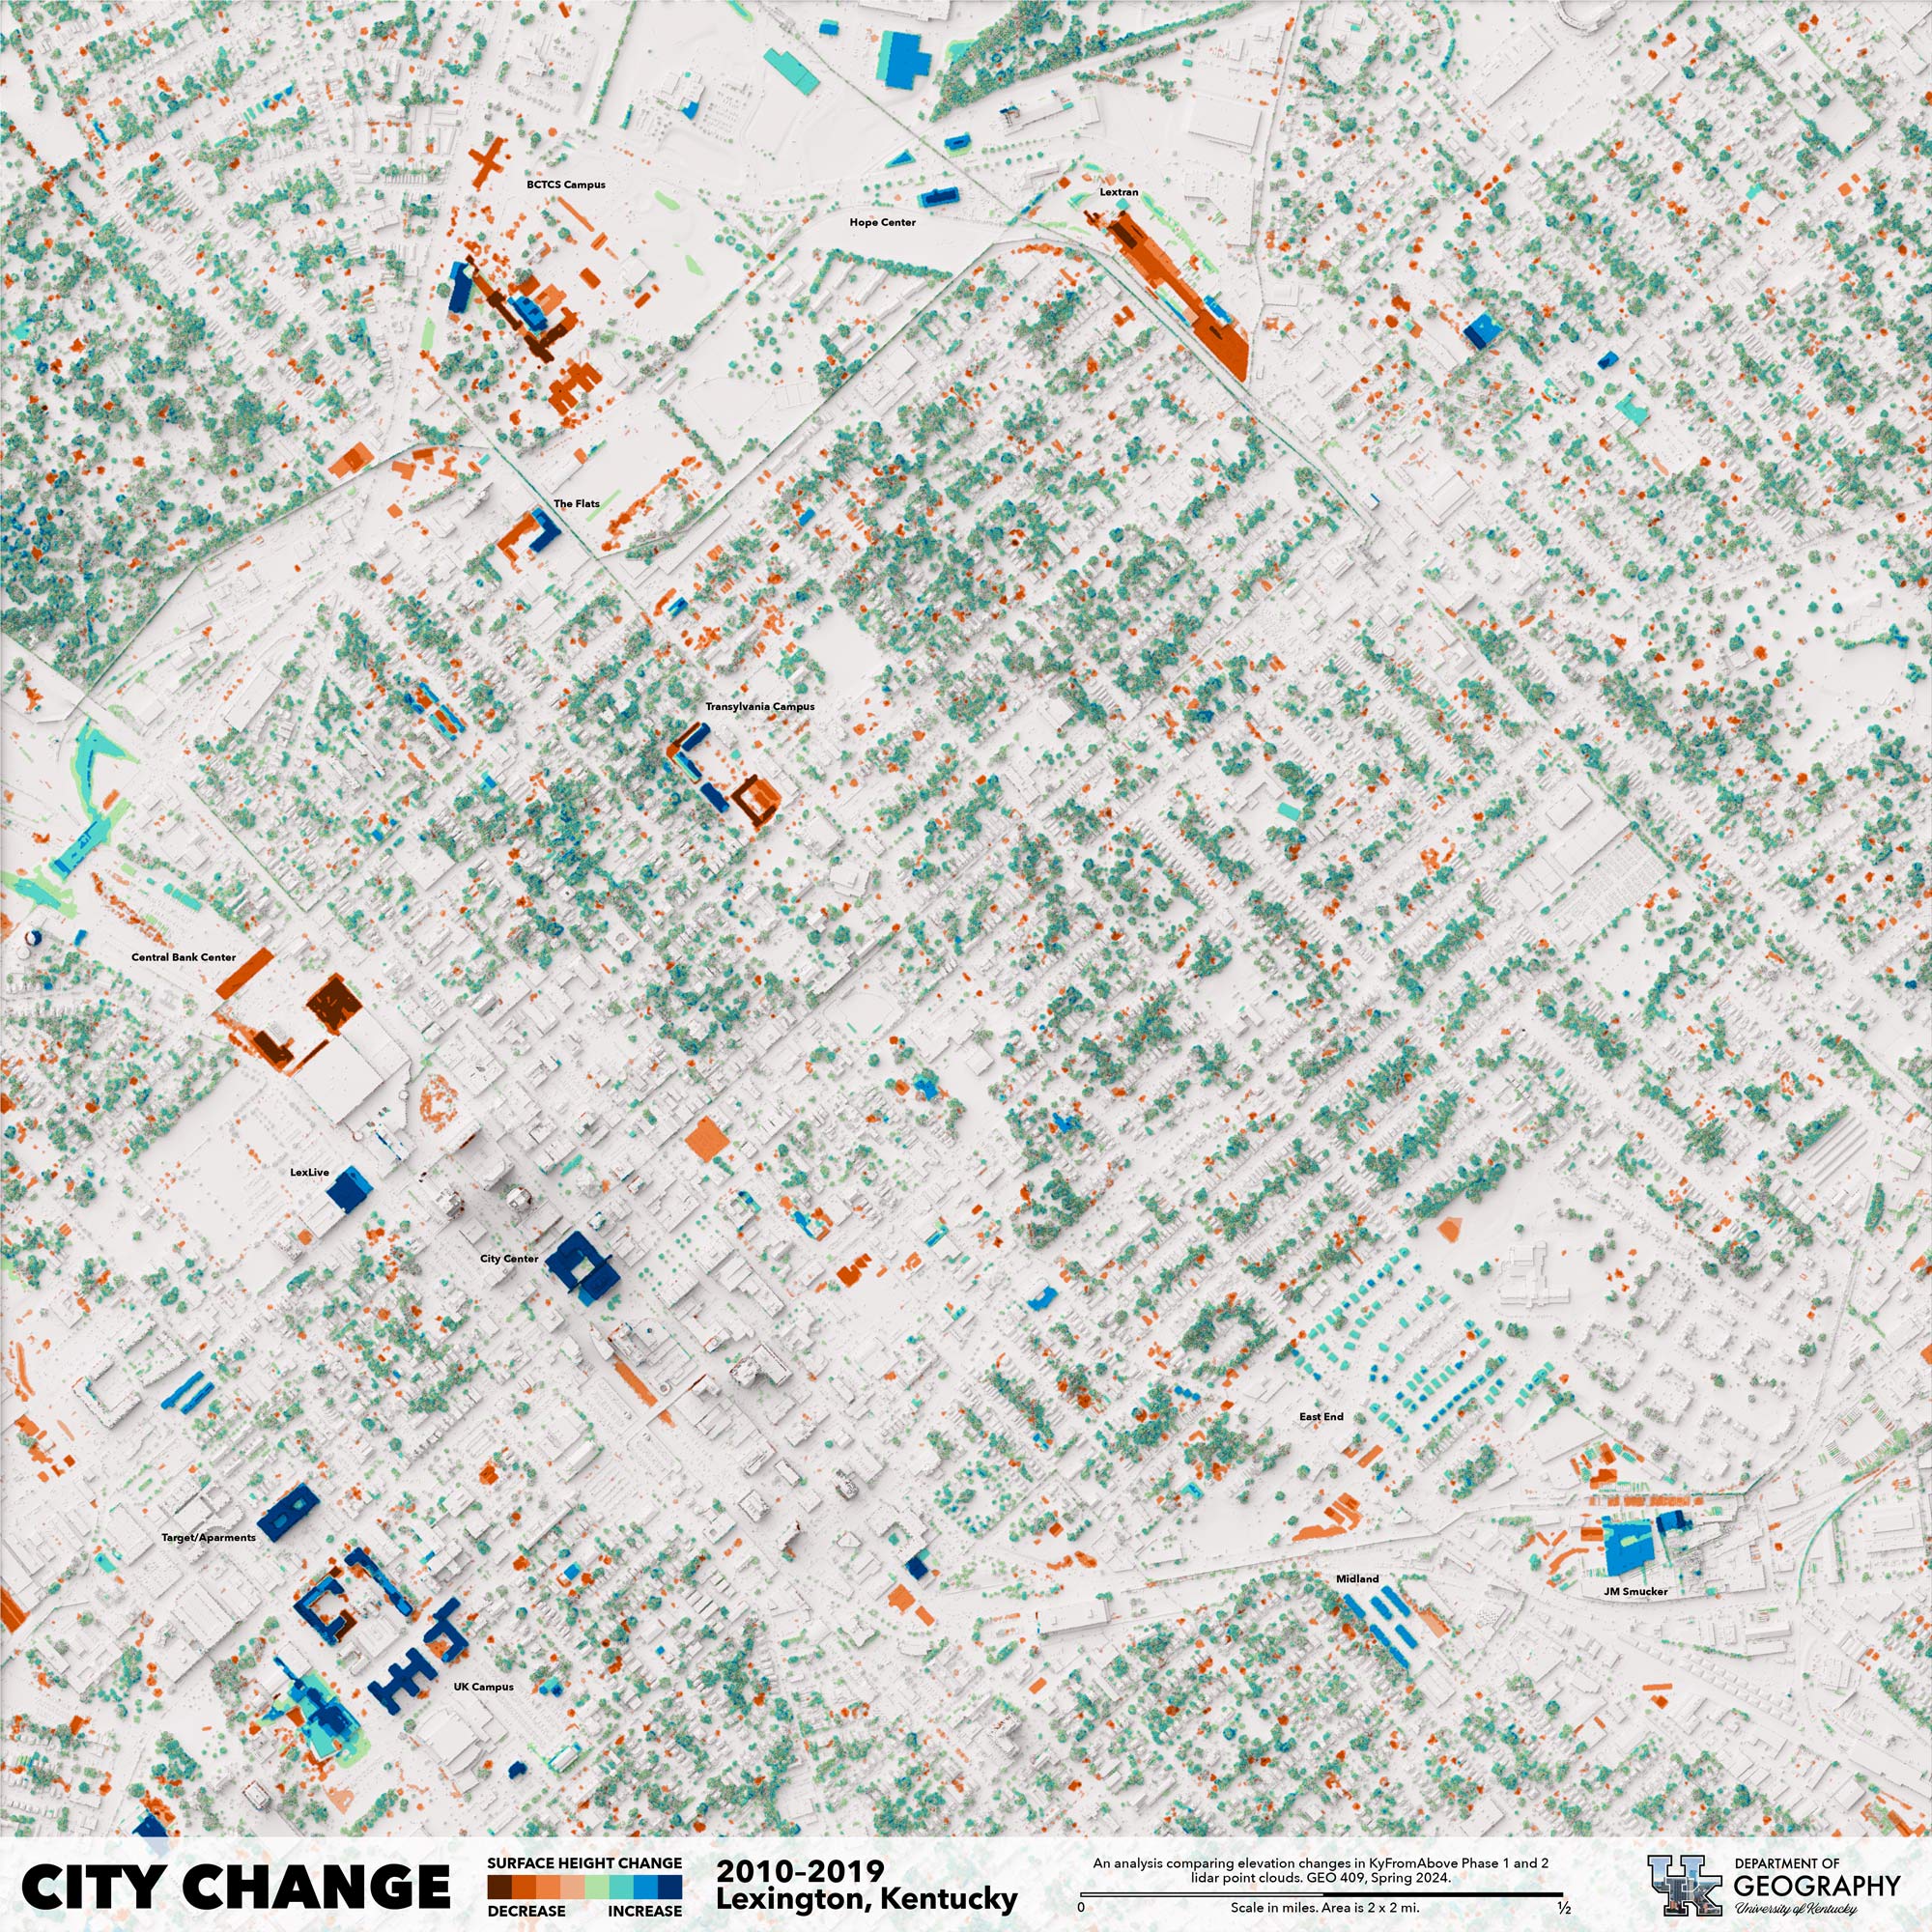 BCTCS Campus
Lextran
Hope Center
The Flats
Transylvania Campus
Central Bank Center
LexLive
City Center
East End
Target/Aparments
Midland
JM Smucker
UK Campus
CITY CHANGE
SURFACE HEIGHT CHANGE
DECREASE INCREASE
2010–2019
Lexington, Kentucky
An analysis comparing elevation changes in KyFromAbove Phase 1 and 2
lidar point clouds. GEO 409, Spring 2024.
0 Scale in miles. Area is 2 x 2 mi. ½
UK
DEPARTMENT OF
GEOGRAPHY
University of Kentucky